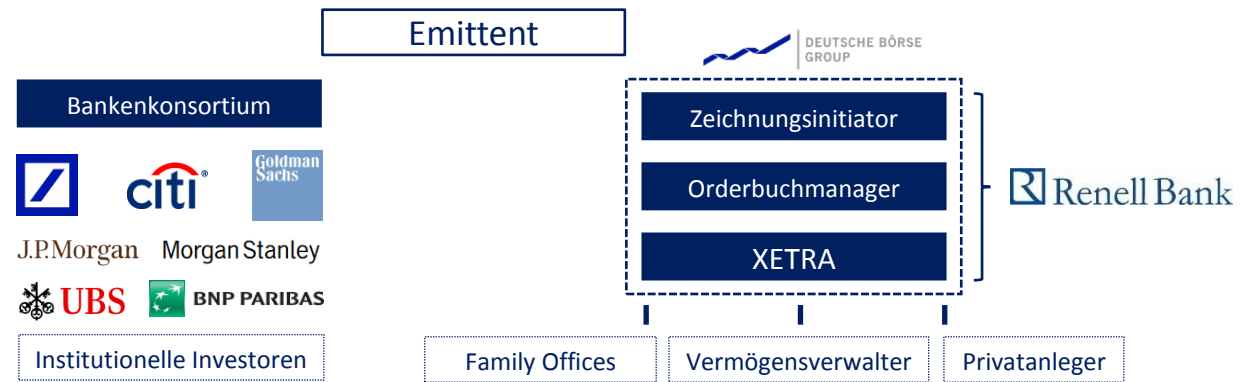 Emittent
DEUTSCHE BÖRSE
GROUP
Bankenkonsortium
Zeichnungsinitiator
citi®
Goldman
Sachs
Orderbuchmanager
Renell Bank
J.P.Morgan Morgan Stanley
XETRA
UBS BNP PARIBAS
Institutionelle Investoren
Family Offices
Vermögensverwalter
Privatanleger